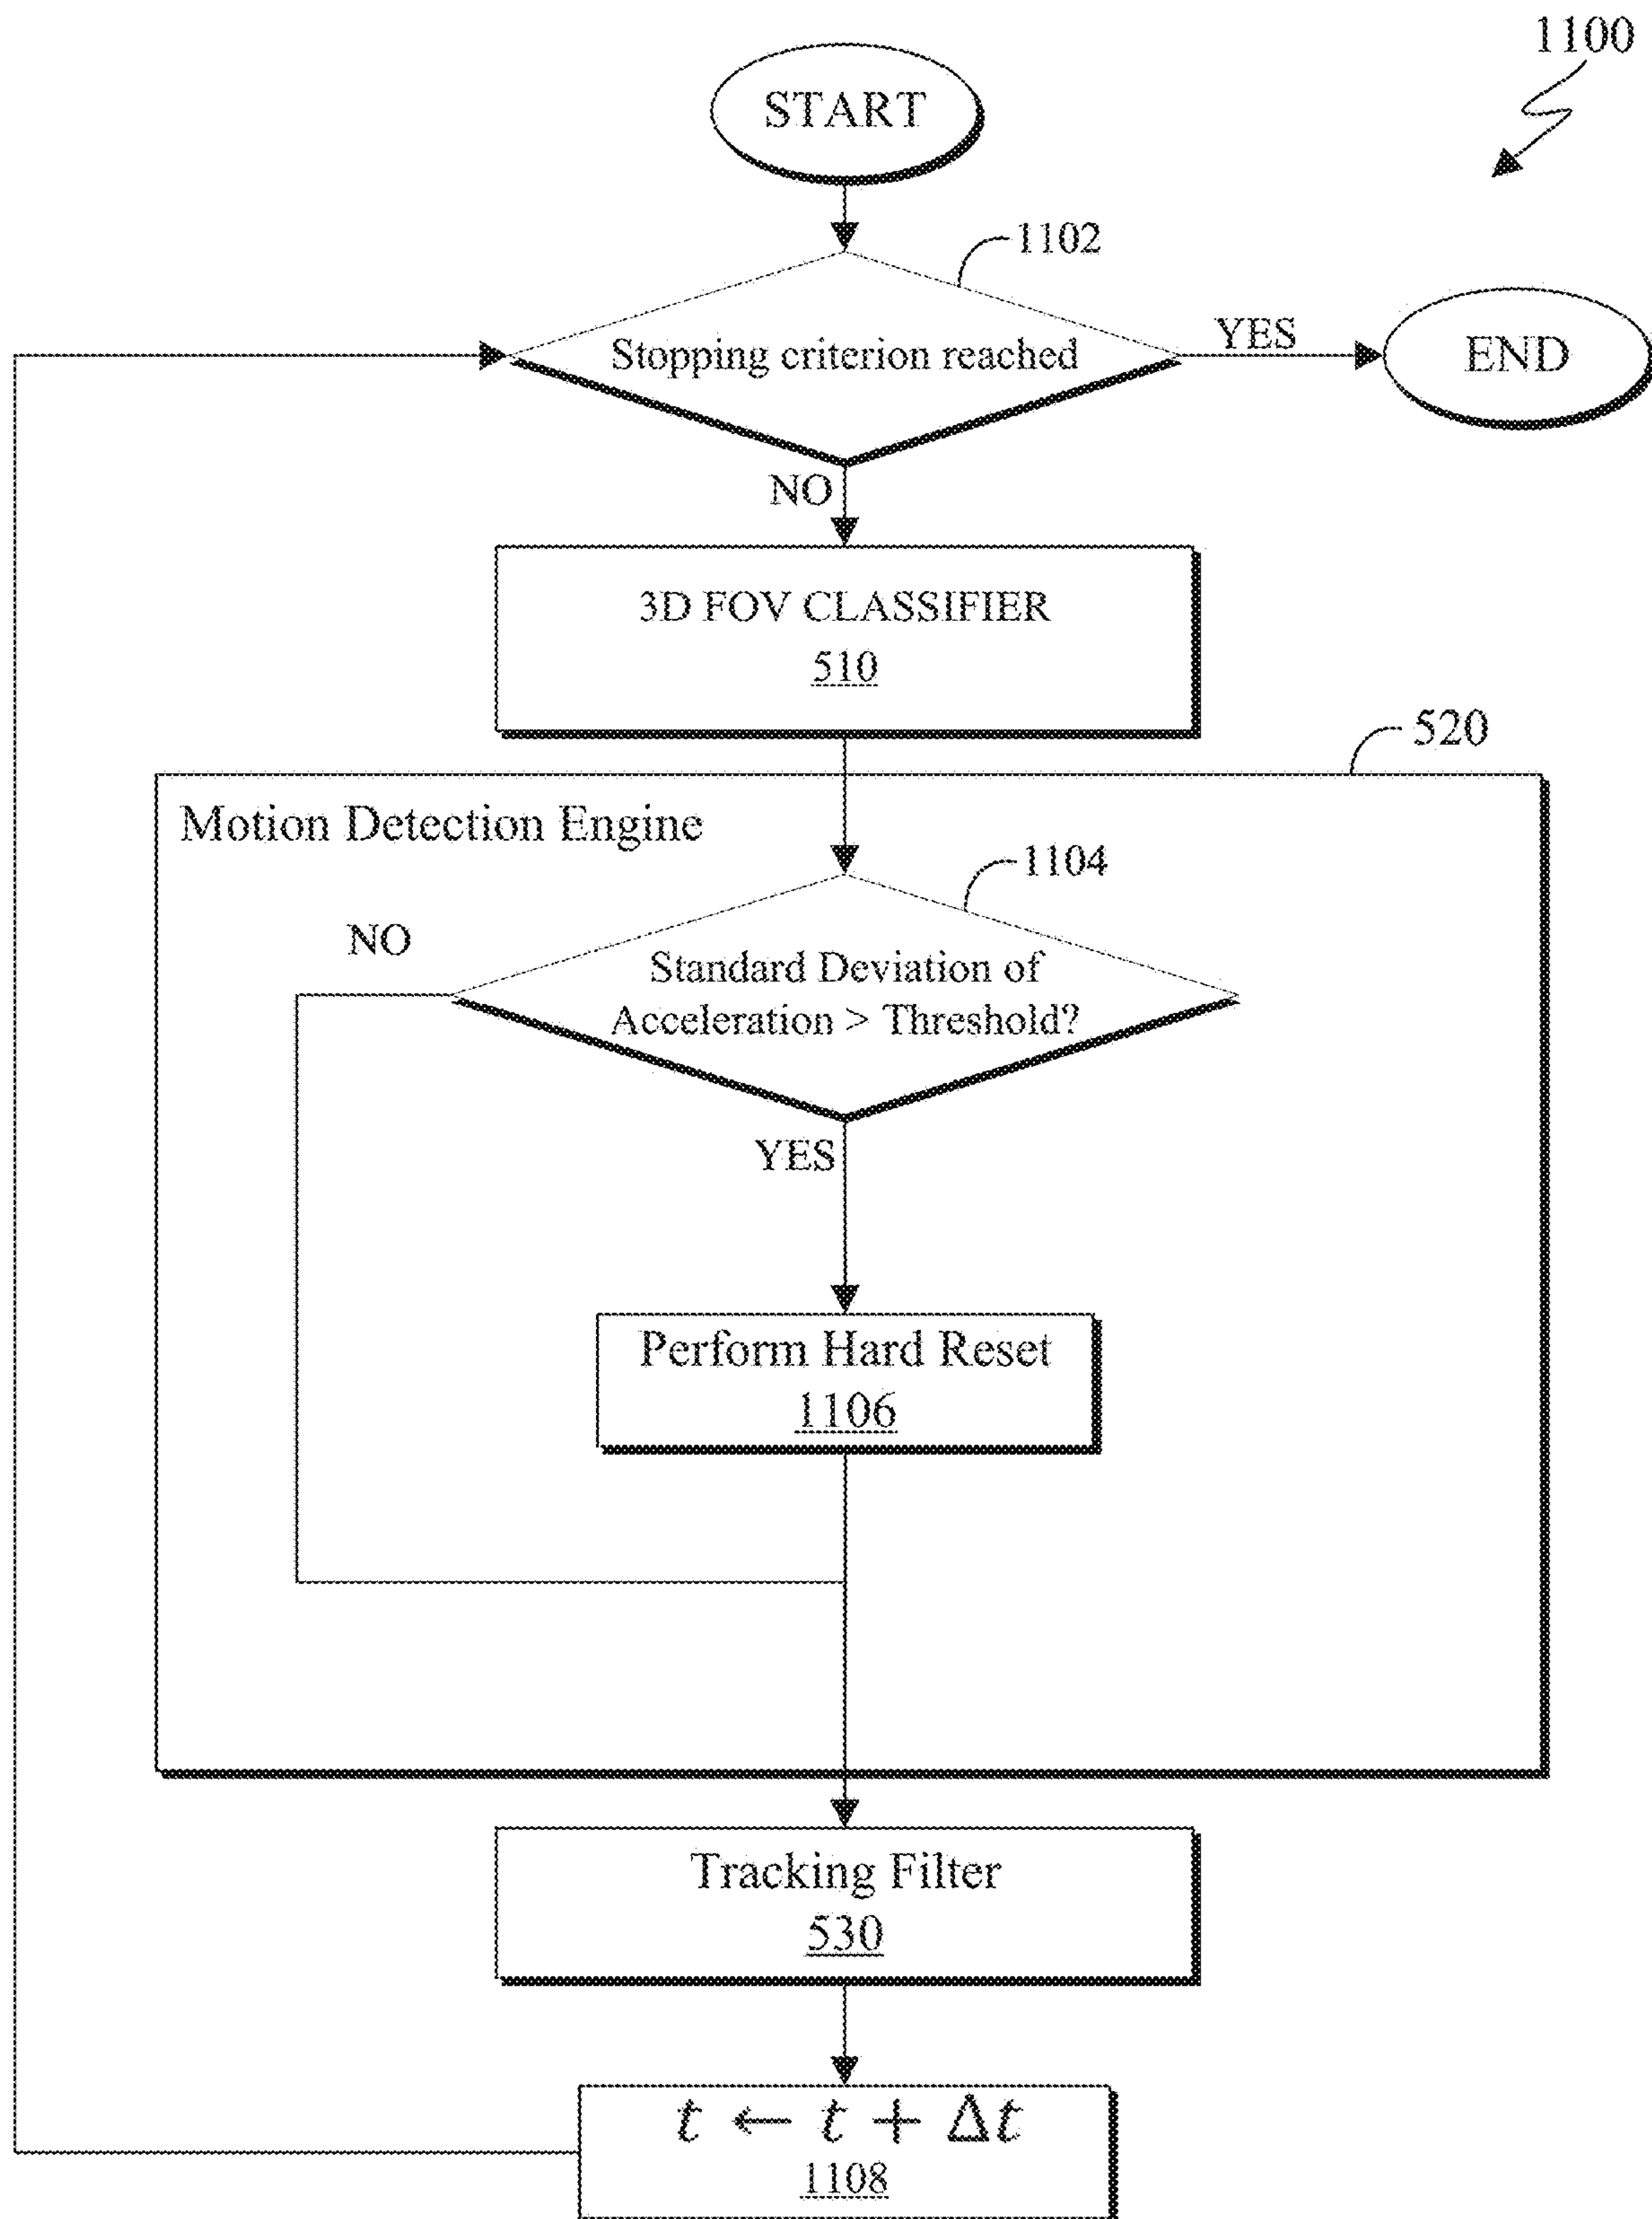 1100
START
1102
Stopping criterion reached
YES
END
NO
3D FOV CLASSIFIER
510
520
Motion Detection Engine
1104
NO
Standard Deviation of
Acceleration > Threshold?
YES
Perform Hard Reset
1106
Tracking Filter
530
t ← t + Δt
1108